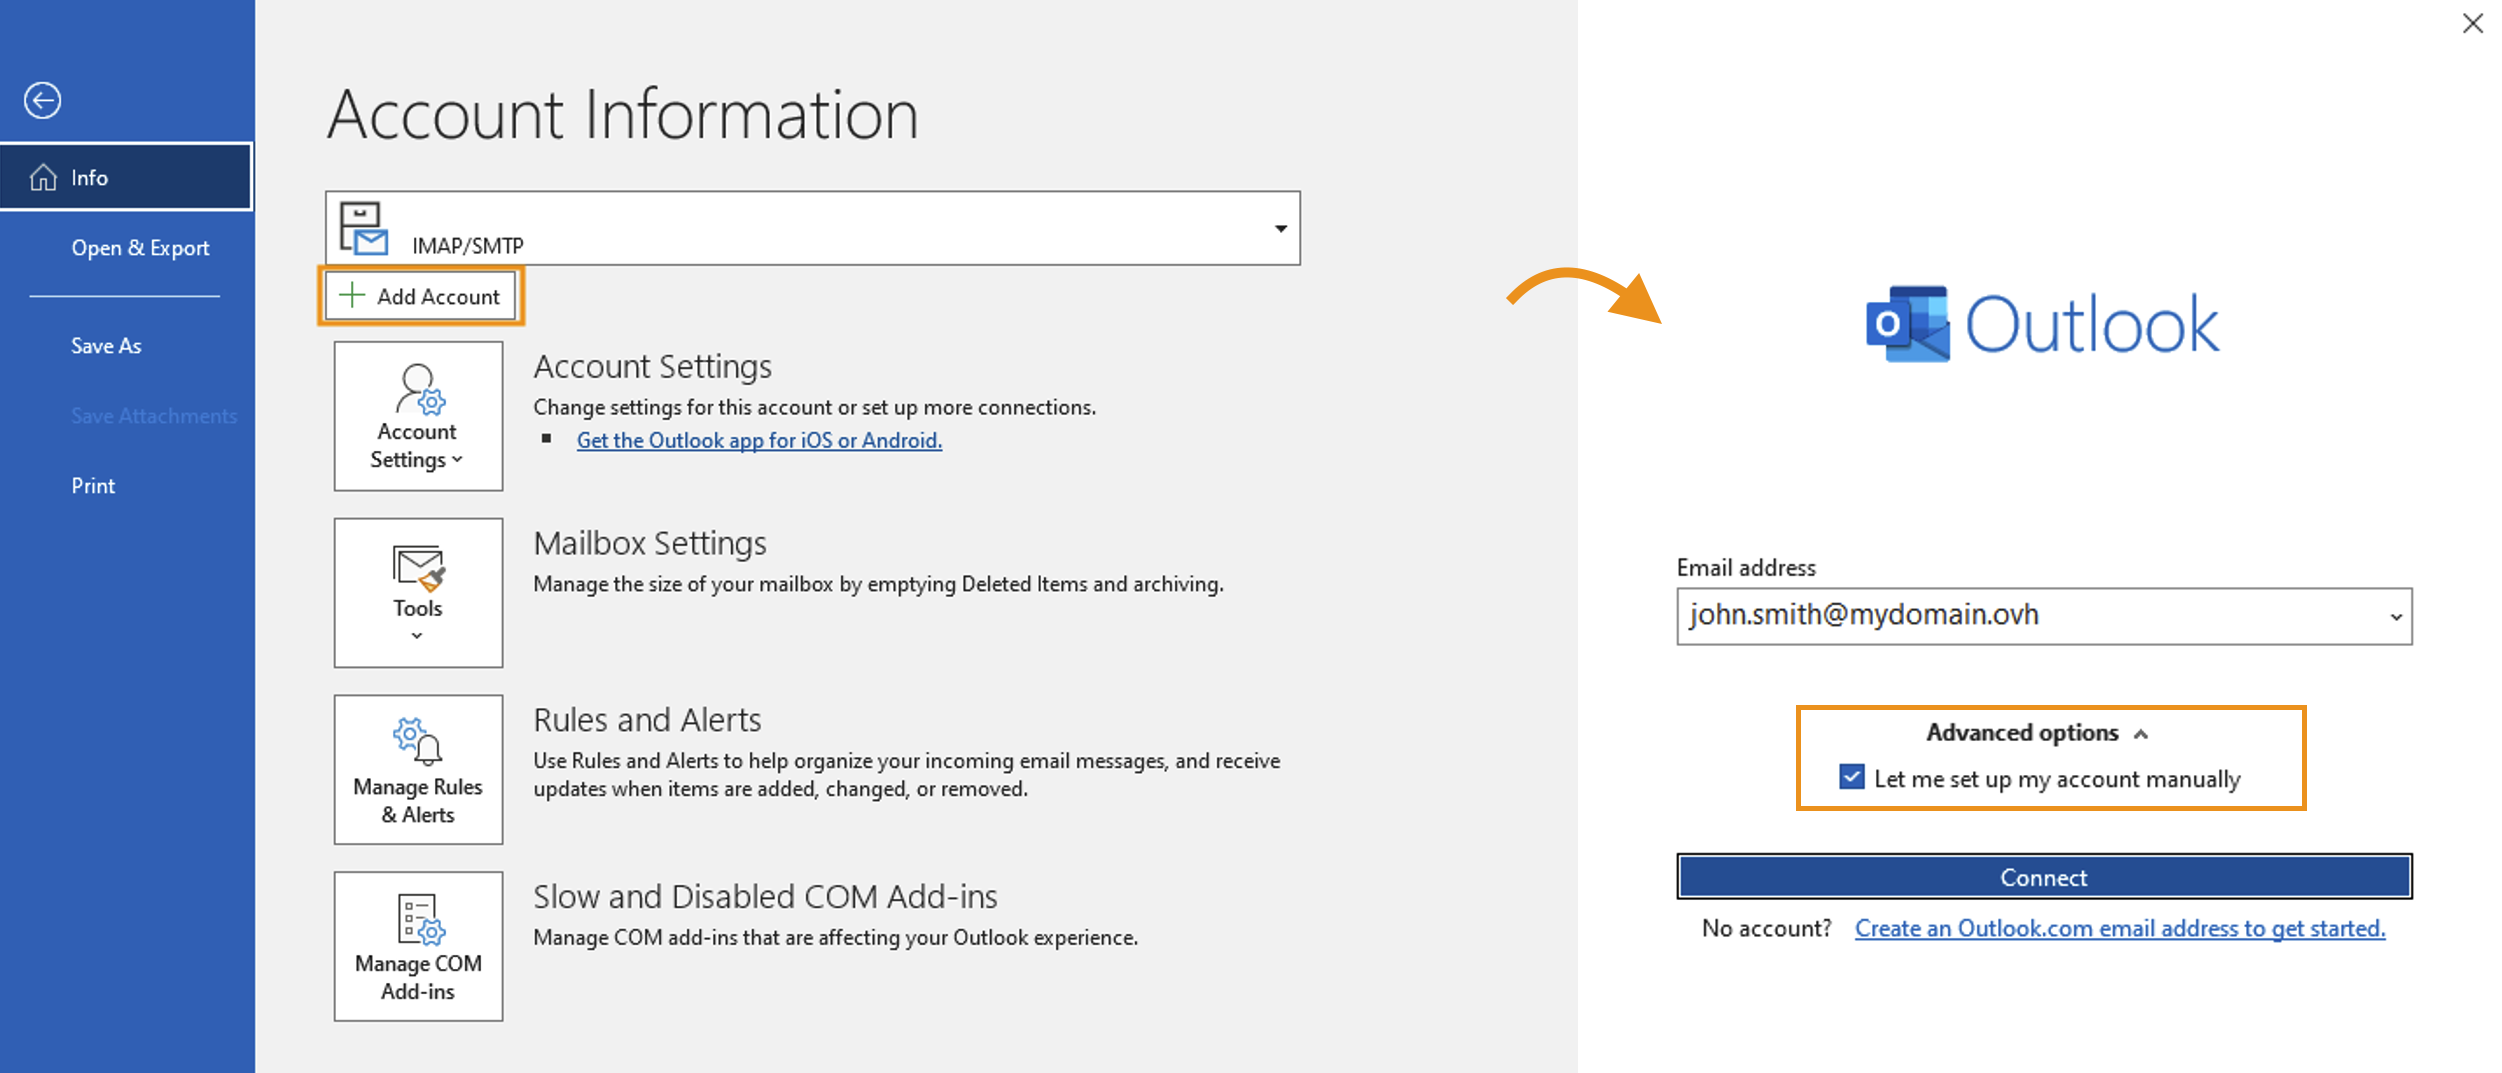 Info
Open & Export
Save As
Save Attachments
Print
Account Information
IMAP/SMTP
Add Account
Account
Settings
Account Settings
Change settings for this account or set up more connections.
Get the Outlook app for iOS or Android.
Tools
Mailbox Settings
Manage the size of your mailbox by emptying Deleted Items and archiving.
Manage Rules
& Alerts
Rules and Alerts
Use Rules and Alerts to help organize your incoming email messages, and receive
updates when items are added, changed, or removed.
Manage COM
Add-ins
Slow and Disabled COM Add-ins
Manage COM add-ins that are affecting your Outlook experience.
O Outlook
Email address
john.smith@mydomain.ovh
Advanced options
Let me set up my account manually
Connect
No account? Create an Outlook.com email address to get started.